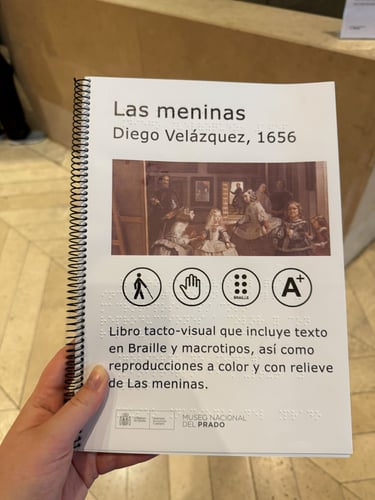 Las meninas
Diego Velázquez, 1656
BRAILLE
A+
Libro tacto-visual que incluye texto
en Braille y macrotipos, así como
reproducciones a color y con relieve
de Las meninas.
MUSEO NACIONAL
DEL PRADO